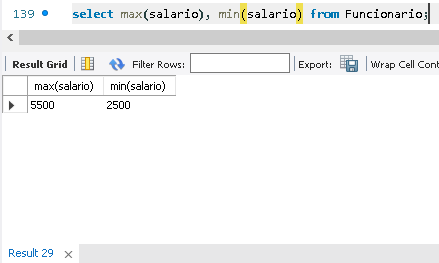 139 select max(salario), min(salario) from Funcionario;
Result Grid Filter Rows: Export: Wrap Cell Cont
max(salario) min(salario)
5500 2500
Result 29 ×